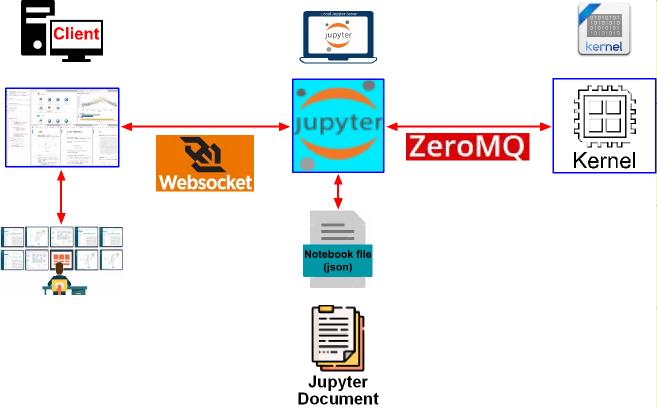 Client
Local Jupyter Server
jupyter
kernel
jupyter
Websocket
ZeroMQ
Kernel
Notebook file
(json)
Jupyter
Document